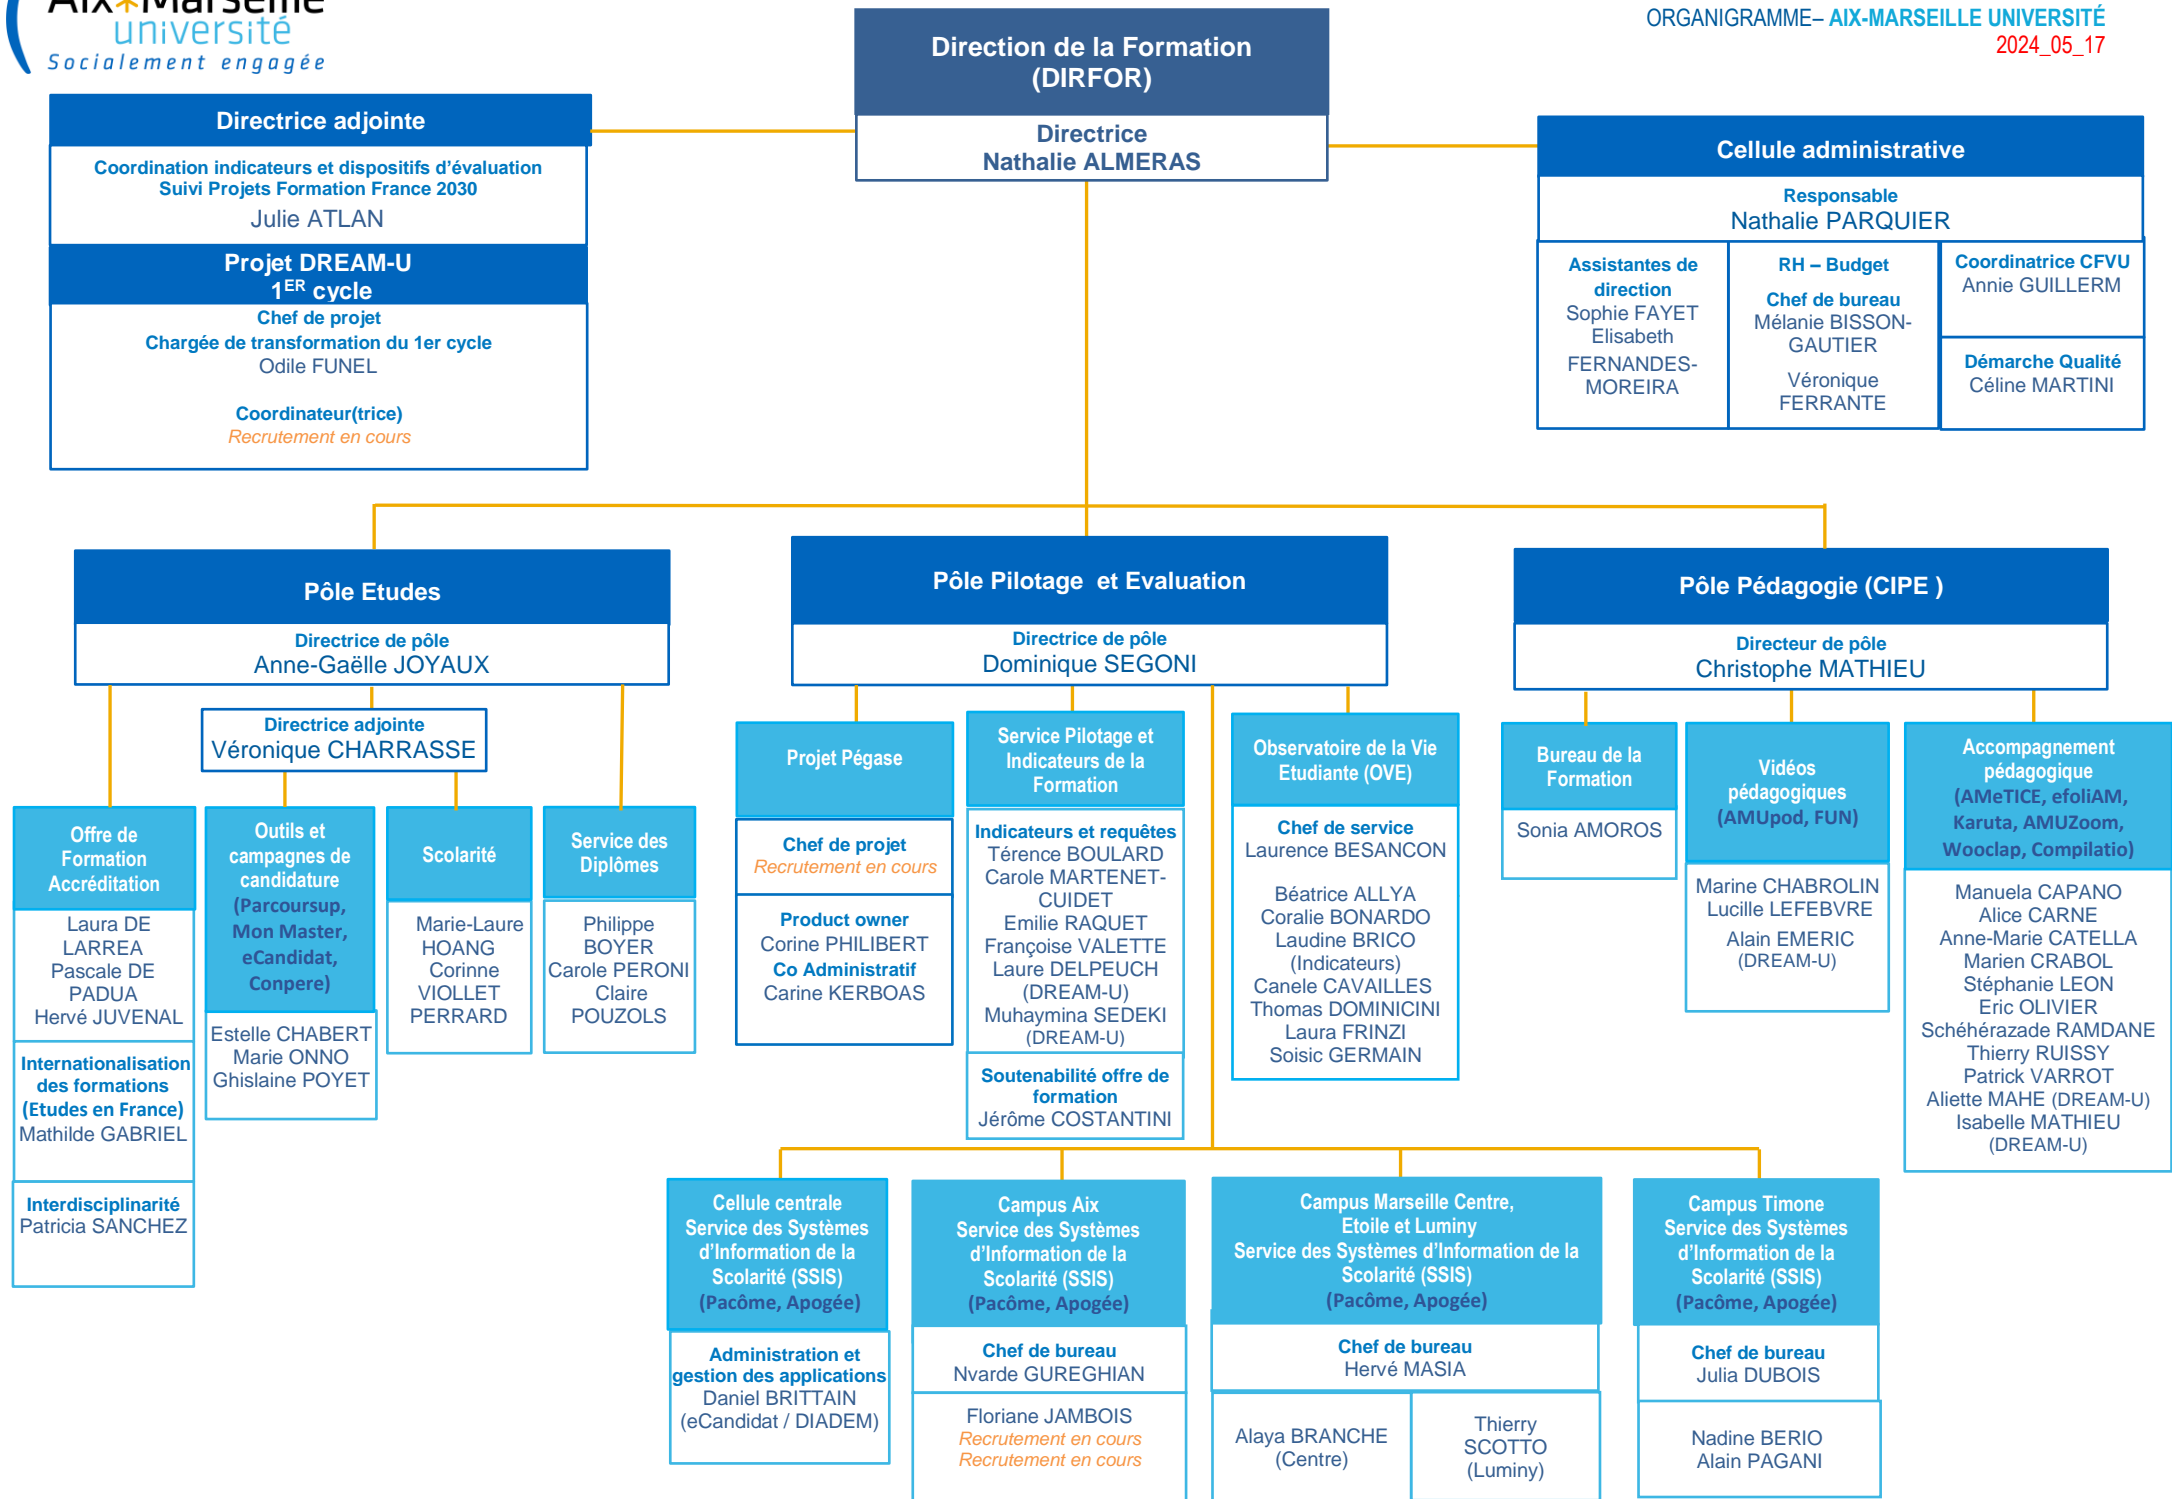 Aix*Marseille
université
Socialement engagée
ORGANIGRAMME– AIX-MARSEILLE UNIVERSITÉ
2024_05_17
Direction de la Formation
(DIRFOR)
Directrice
Nathalie ALMERAS
Directrice adjointe
Coordination indicateurs et dispositifs d'évaluation
Suivi Projets Formation France 2030
Julie ATLAN
Projet DREAM-U
1ER cycle
Chef de projet
Chargée de transformation du 1er cycle
Odile FUNEL
Coordinateur(trice)
Recrutement en cours
Cellule administrative
Responsable
Nathalie PARQUIER
Assistantes de
direction
Sophie FAYET
Elisabeth
FERNANDES-
MOREIRA
RH – Budget
Chef de bureau
Mélanie BISSON-
GAUTIER
Véronique
FERRANTE
Coordinatrice CFVU
Annie GUILLERM
Démarche Qualité
Céline MARTINI
Pôle Etudes
Directrice de pôle
Anne-Gaëlle JOYAUX
Directrice adjointe
Véronique CHARRASSE
Offre de
Formation
Accréditation
Laura DE
LARREA
Pascale DE
PADUA
Hervé JUVENAL
Internationalisation
des formations
(Etudes en France)
Mathilde GABRIEL
Interdisciplinarité
Patricia SANCHEZ
Outils et
campagnes de
candidature
(Parcoursup,
Mon Master,
eCandidat,
Conpere)
Estelle CHABERT
Marie ONNO
Ghislaine POYET
Scolarité
Marie-Laure
HOANG
Corinne
VIOLLET
PERRARD
Service des
Diplômes
Philippe
BOYER
Carole PERONI
Claire
POUZOLS
Pôle Pilotage et Evaluation
Directrice de pôle
Dominique SEGONI
Projet Pégase
Chef de projet
Recrutement en cours
Product owner
Corine PHILIBERT
Co Administratif
Carine KERBOAS
Service Pilotage et
Indicateurs de la
Formation
Indicateurs et requêtes
Térence BOULARD
Carole MARTENET-
CUIDET
Emilie RAQUET
Françoise VALETTE
Laure DELPEUCH
(DREAM-U)
Muhaymina SEDEKI
(DREAM-U)
Soutenabilité offre de
formation
Jérôme COSTANTINI
Observatoire de la Vie
Etudiante (OVE)
Chef de service
Laurence BESANCON
Béatrice ALLYA
Coralie BONARDO
Laudine BRICO
(Indicateurs)
Canele CAVAILLES
Thomas DOMINICINI
Laura FRINZI
Soisic GERMAIN
Pôle Pédagogie (CIPE )
Directeur de pôle
Christophe MATHIEU
Bureau de la
Formation
Sonia AMOROS
Vidéos
pédagogiques
(AMUpod, FUN)
Marine CHABROLIN
Lucille LEFEBVRE
Alain EMERIC
(DREAM-U)
Accompagnement
pédagogique
(AMeTICE, efoliAM,
Karuta, AMUZoom,
Wooclap, Compilatio)
Manuela CAPANO
Alice CARNE
Anne-Marie CATELLA
Marien CRABOL
Stéphanie LEON
Eric OLIVIER
Schéhérazade RAMDANE
Thierry RUISSY
Patrick VARROT
Aliette MAHE (DREAM-U)
Isabelle MATHIEU
(DREAM-U)
Cellule centrale
Service des Systèmes
d'Information de la
Scolarité (SSIS)
(Pacôme, Apogée)
Administration et
gestion des applications
Daniel BRITTAIN
(eCandidat / DIADEM)
Campus Aix
Service des Systèmes
d'Information de la
Scolarité (SSIS)
(Pacôme, Apogée)
Chef de bureau
Nvarde GUREGHIAN
Floriane JAMBOIS
Recrutement en cours
Recrutement en cours
Campus Marseille Centre,
Etoile et Luminy
Service des Systèmes d'Information de la
Scolarité (SSIS)
(Pacôme, Apogée)
Chef de bureau
Hervé MASIA
Alaya BRANCHE
(Centre)
Thierry
SCOTTO
(Luminy)
Campus Timone
Service des Systèmes
d'Information de la
Scolarité (SSIS)
(Pacôme, Apogée)
Chef de bureau
Julia DUBOIS
Nadine BERIO
Alain PAGANI